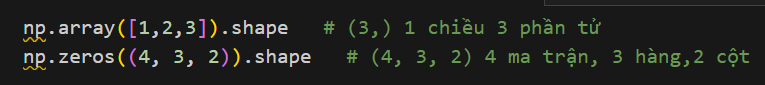 np.array([1,2,3]).shape   # (3,) 1 chiều 3 phần tử
np.zeros((4, 3, 2)).shape   # (4, 3, 2) 4 ma trận, 3 hàng,2 cột